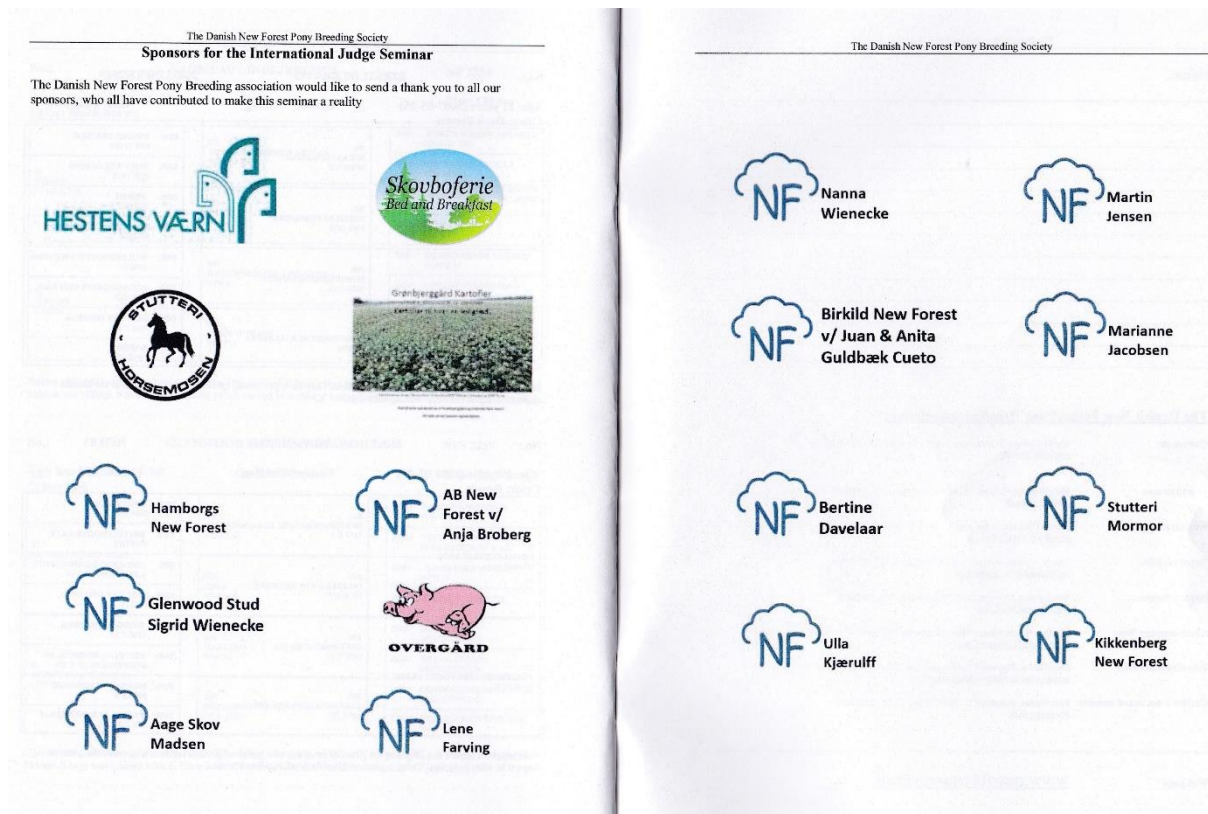 The Danish New Forest Pony Breeding Society
Sponsors for the International Judge Seminar
The Danish New Forest Pony Breeding association would like to send a thank you to all our
sponsors, who all have contributed to make this seminar a reality
HESTENS VÆRN
Skovboferie
Bed and Breakfast
STUTTERI
HORSEMOSEN
Grønbjerggård Kartofler
NF
Hamborgs
New Forest
NF
AB New
Forest v/
Anja Broberg
NF
Glenwood Stud
Sigrid Wienecke
OVERGÅRD
NF
Aage Skov
Madsen
NF
Lene
Farving
The Danish New Forest Pony Breeding Society
NF
Nanna
Wienecke
NF
Martin
Jensen
NF
Birkild New Forest
v/ Juan & Anita
Guldbæk Cueto
NF
Marianne
Jacobsen
NF
Bertine
Davelaar
NF
Stutteri
Mormor
NF
Ulla
Kjærulff
NF
Kikkenberg
New Forest